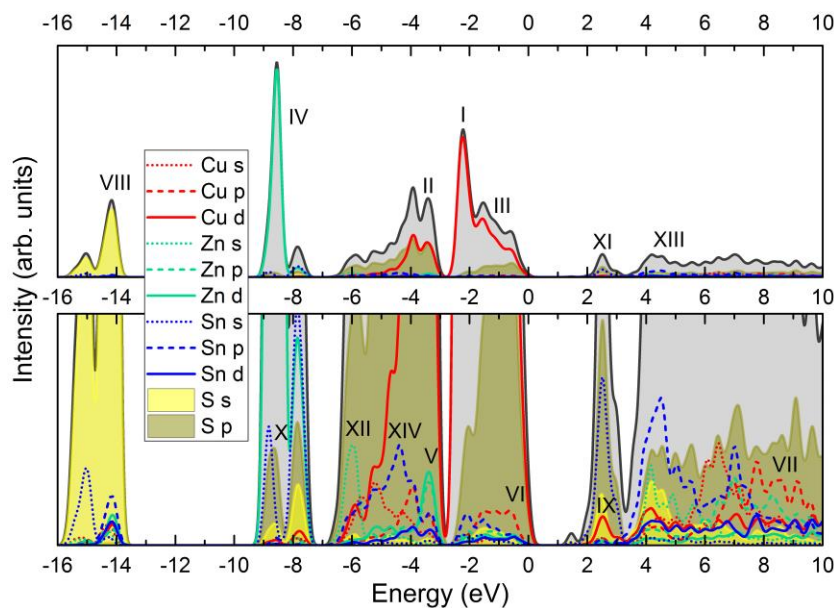 -16 -14 -12 -10 -8 -6 -4 -2 0 2 4 6 8 10
IV
I
VIII
II
III
XI
XIII
Cu s
Cu p
Cu d
Zn s
Zn p
Zn d
Sn s
Sn p
Sn d
S s
S p
-16 -14 -12 -10 -8 -6 -4 -2 0 2 4 6 8 10
X
XII
XIV
V
VI
IX
VII
-16 -14 -12 -10 -8 -6 -4 -2 0 2 4 6 8 10
Energy (eV)
Intensity (arb. units)